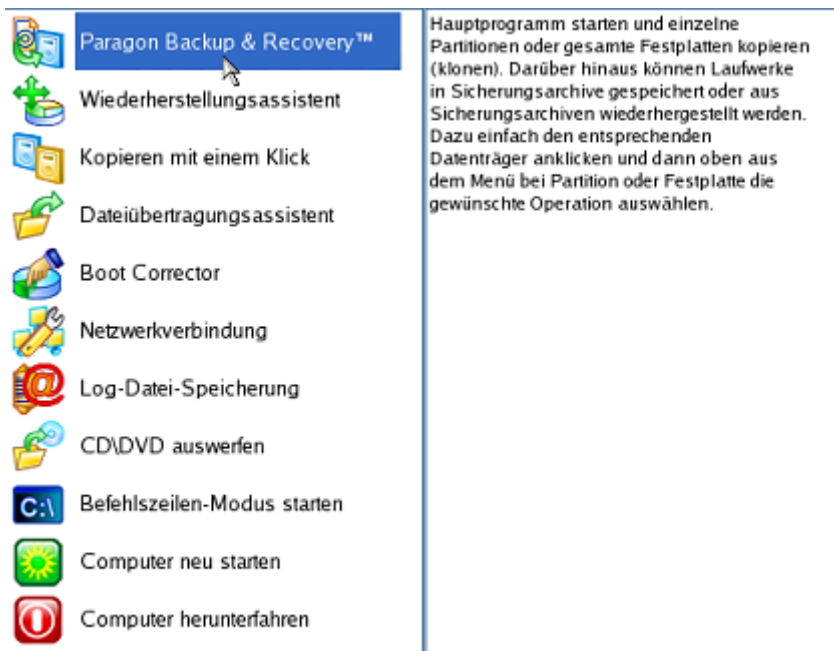 Paragon Backup & Recovery™
Wiederherstellungsassistent
Kopieren mit einem Klick
Dateiübertragungsassistent
Boot Corrector
Netzwerkverbindung
Log-Datei-Speicherung
CD\DVD auswerfen
C:\
Befehlszeilen-Modus starten
Computer neu starten
Computer herunterfahren
Hauptprogramm starten und einzelne
Partitionen oder gesamte Festplatten kopieren
(klonen). Darüber hinaus können Laufwerke
in Sicherungsarchive gespeichert oder aus
Sicherungsarchiven wiederhergestellt werden.
Dazu einfach den entsprechenden
Datenträger anklicken und dann oben aus
dem Menü bei Partition oder Festplatte die
gewünschte Operation auswählen.